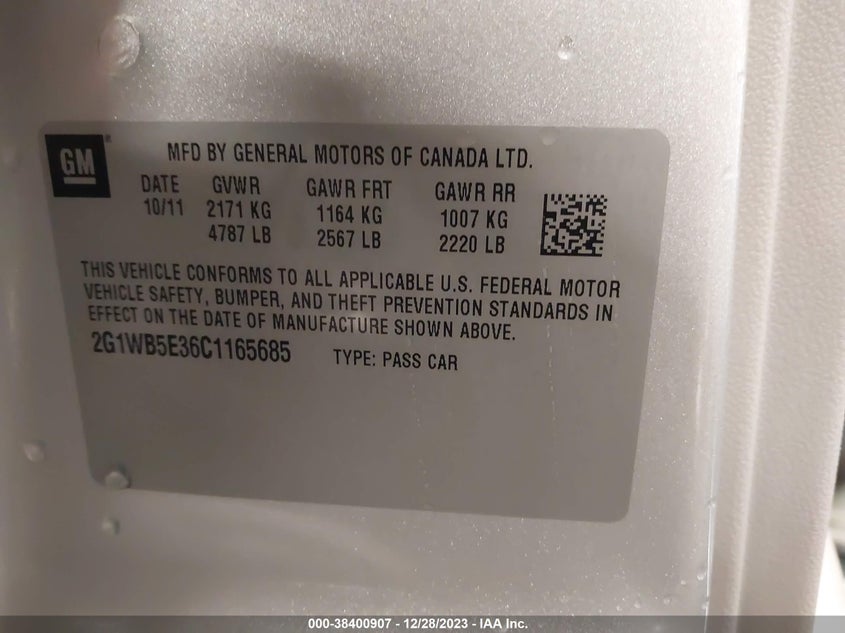 GM
MFD BY GENERAL MOTORS OF CANADA LTD.
DATE GVWR GAWR FRT GAWR RR
10/11 2171 KG 1164 KG 1007 KG
4787 LB 2567 LB 2220 LB
THIS VEHICLE CONFORMS TO ALL APPLICABLE U.S. FEDERAL MOTOR
VEHICLE SAFETY, BUMPER, AND THEFT PREVENTION STANDARDS IN
EFFECT ON THE DATE OF MANUFACTURE SHOWN ABOVE.
2G1WB5E36C1165685 TYPE: PASS CAR
000-38400907 - 12/28/2023 - IAA Inc.